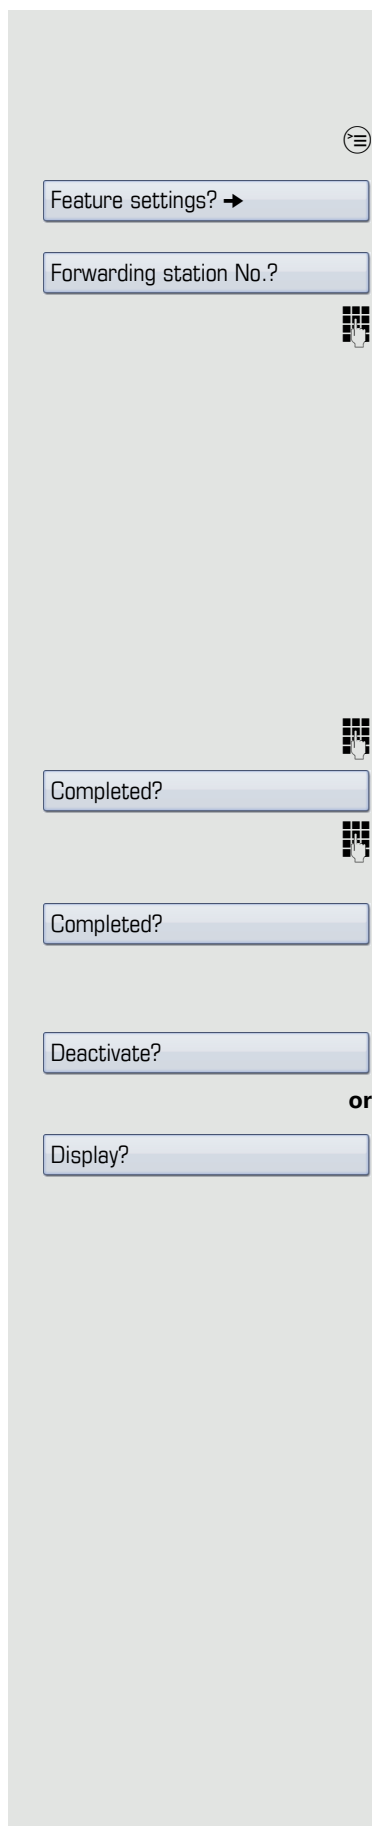 Feature settings? →
Forwarding station No.?
Completed?
Completed?
Deactivate?
or
Display?